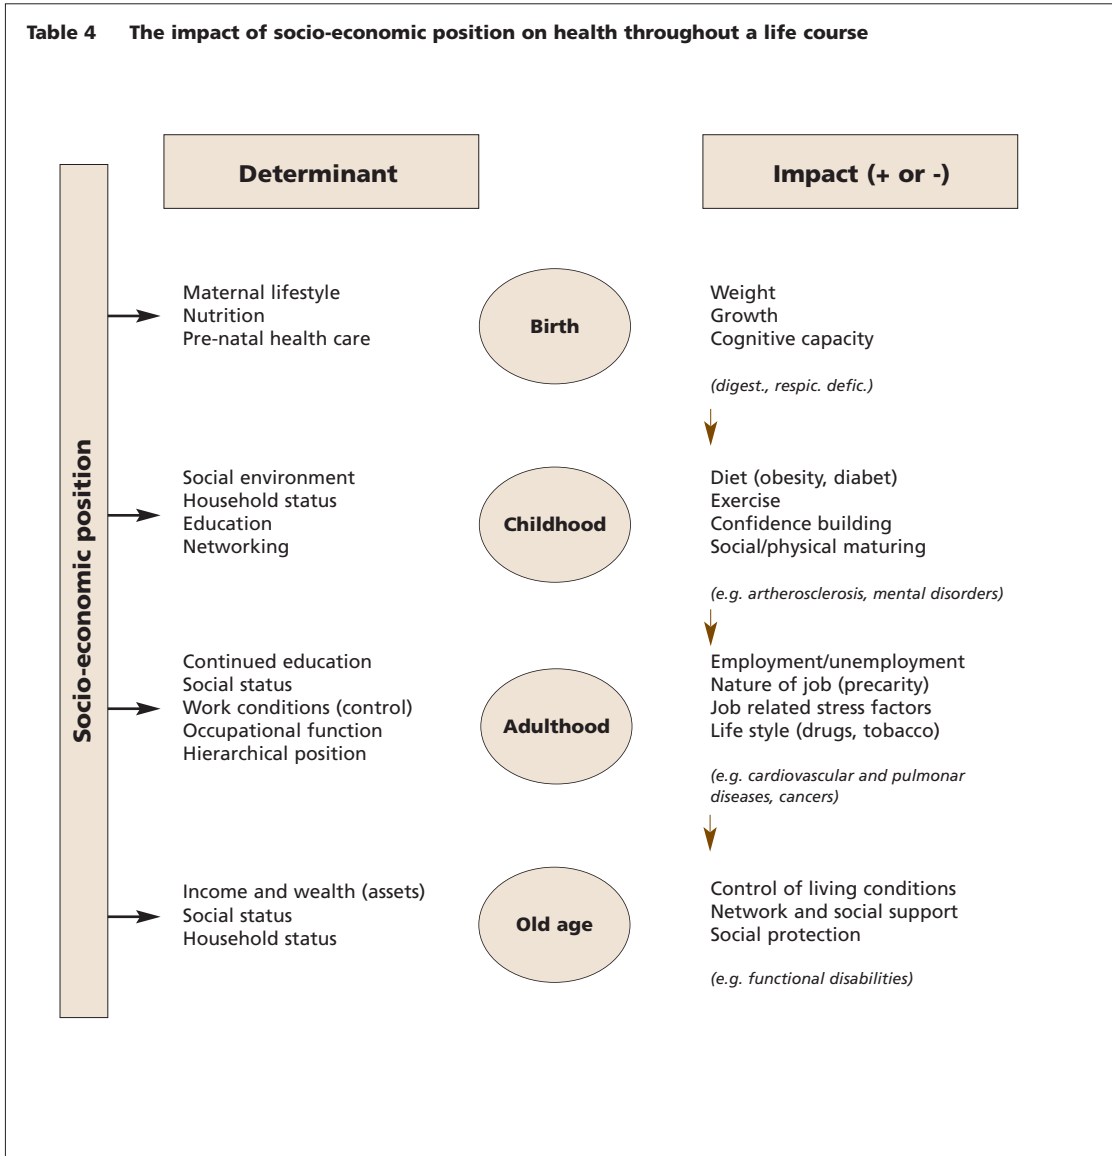 Table 4 The impact of socio-economic position on health throughout a life course
Determinant
Impact (+ or -)
Socio-economic position
Maternal lifestyle
Nutrition
Pre-natal health care
Birth
Weight
Growth
Cognitive capacity
(digest., respic. defic.)
Social environment
Household status
Education
Networking
Childhood
Diet (obesity, diabet)
Exercise
Confidence building
Social/physical maturing
(e.g. artherosclerosis, mental disorders)
Continued education
Social status
Work conditions (control)
Occupational function
Hierarchical position
Adulthood
Employment/unemployment
Nature of job (precarity)
Job related stress factors
Life style (drugs, tobacco)
(e.g. cardiovascular and pulmonar
diseases, cancers)
Income and wealth (assets)
Social status
Household status
Old age
Control of living conditions
Network and social support
Social protection
(e.g. functional disabilities)